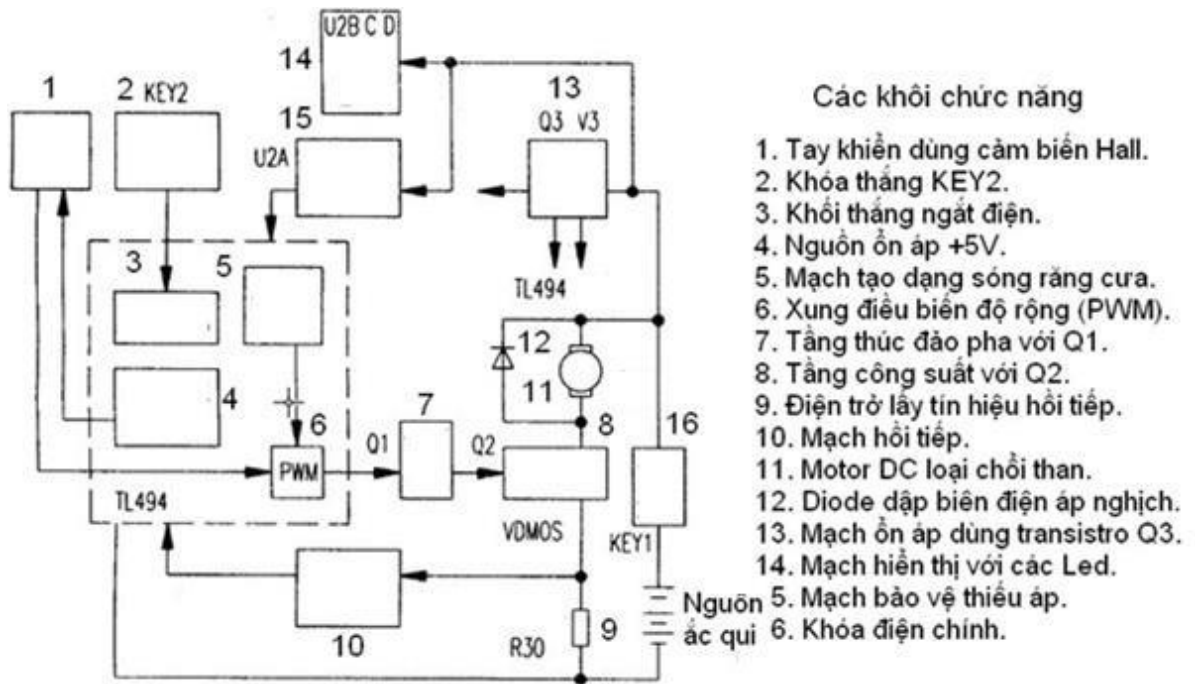 U2B C D
14
1
2 KEY2
13
15
Q3 V3
U2A
3
5
TL494
12
11
4
6
7
8
16
Q1
Q2
PWM
TL494
VDMOS
KEY1
10
R30
9
Nguồn
ắc qui
Các khối chức năng
1. Tay khiển dùng cảm biến Hall.
2. Khóa thắng KEY2.
3. Khối thắng ngắt điện.
4. Nguồn ổn áp +5V.
5. Mạch tạo dạng sóng răng cưa.
6. Xung điều biến độ rộng (PWM).
7. Tầng thúc đảo pha với Q1.
8. Tầng công suất với Q2.
9. Điện trở lấy tín hiệu hồi tiếp.
10. Mạch hồi tiếp.
11. Motor DC loại chổi than.
12. Diode dập biên điện áp nghịch.
13. Mạch ổn áp dùng transistro Q3.
14. Mạch hiển thị với các Led.
5. Mạch bảo vệ thiếu áp.
6. Khóa điện chính.